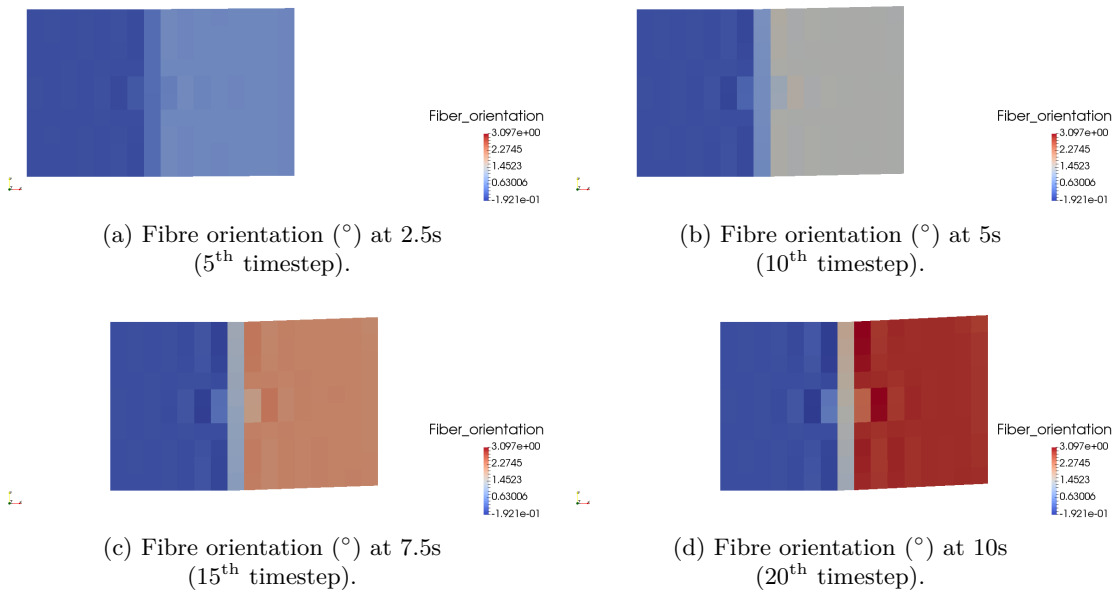 Fiber_orientation
3.097e+00
2.2745
1.4523
0.63006
-1.921e-01
(a) Fibre orientation (°) at 2.5s
(5th timestep).
Fiber_orientation
3.097e+00
2.2745
1.4523
0.63006
-1.921e-01
(b) Fibre orientation (°) at 5s
(10th timestep).
Fiber_orientation
3.097e+00
2.2745
1.4523
0.63006
-1.921e-01
(c) Fibre orientation (°) at 7.5s
(15th timestep).
Fiber_orientation
3.097e+00
2.2745
1.4523
0.63006
-1.921e-01
(d) Fibre orientation (°) at 10s
(20th timestep).